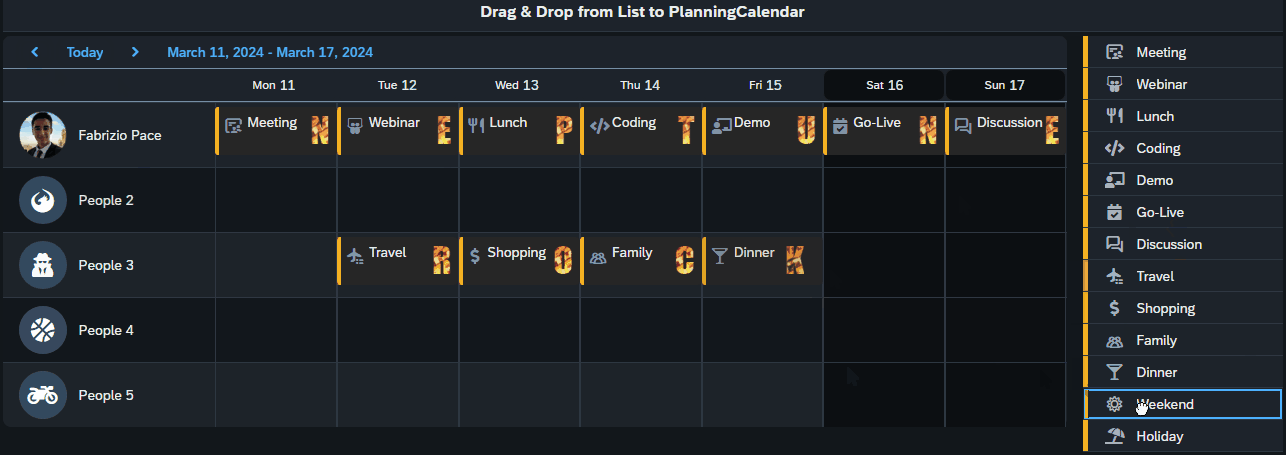 Drag & Drop from List to PlanningCalendar
Today March 11, 2024 - March 17, 2024
Mon 11 Tue 12 Wed 13 Thu 14 Fri 15 Sat 16 Sun 17
Fabrizio Pace Meeting N Webinar E Lunch P Coding T Demo U Go-Live N Discussion E
People 2
People 3 Travel R Shopping O Family C Dinner K
People 4
People 5
Meeting
Webinar
Lunch
Coding
Demo
Go-Live
Discussion
Travel
Shopping
Family
Dinner
Weekend
Holiday